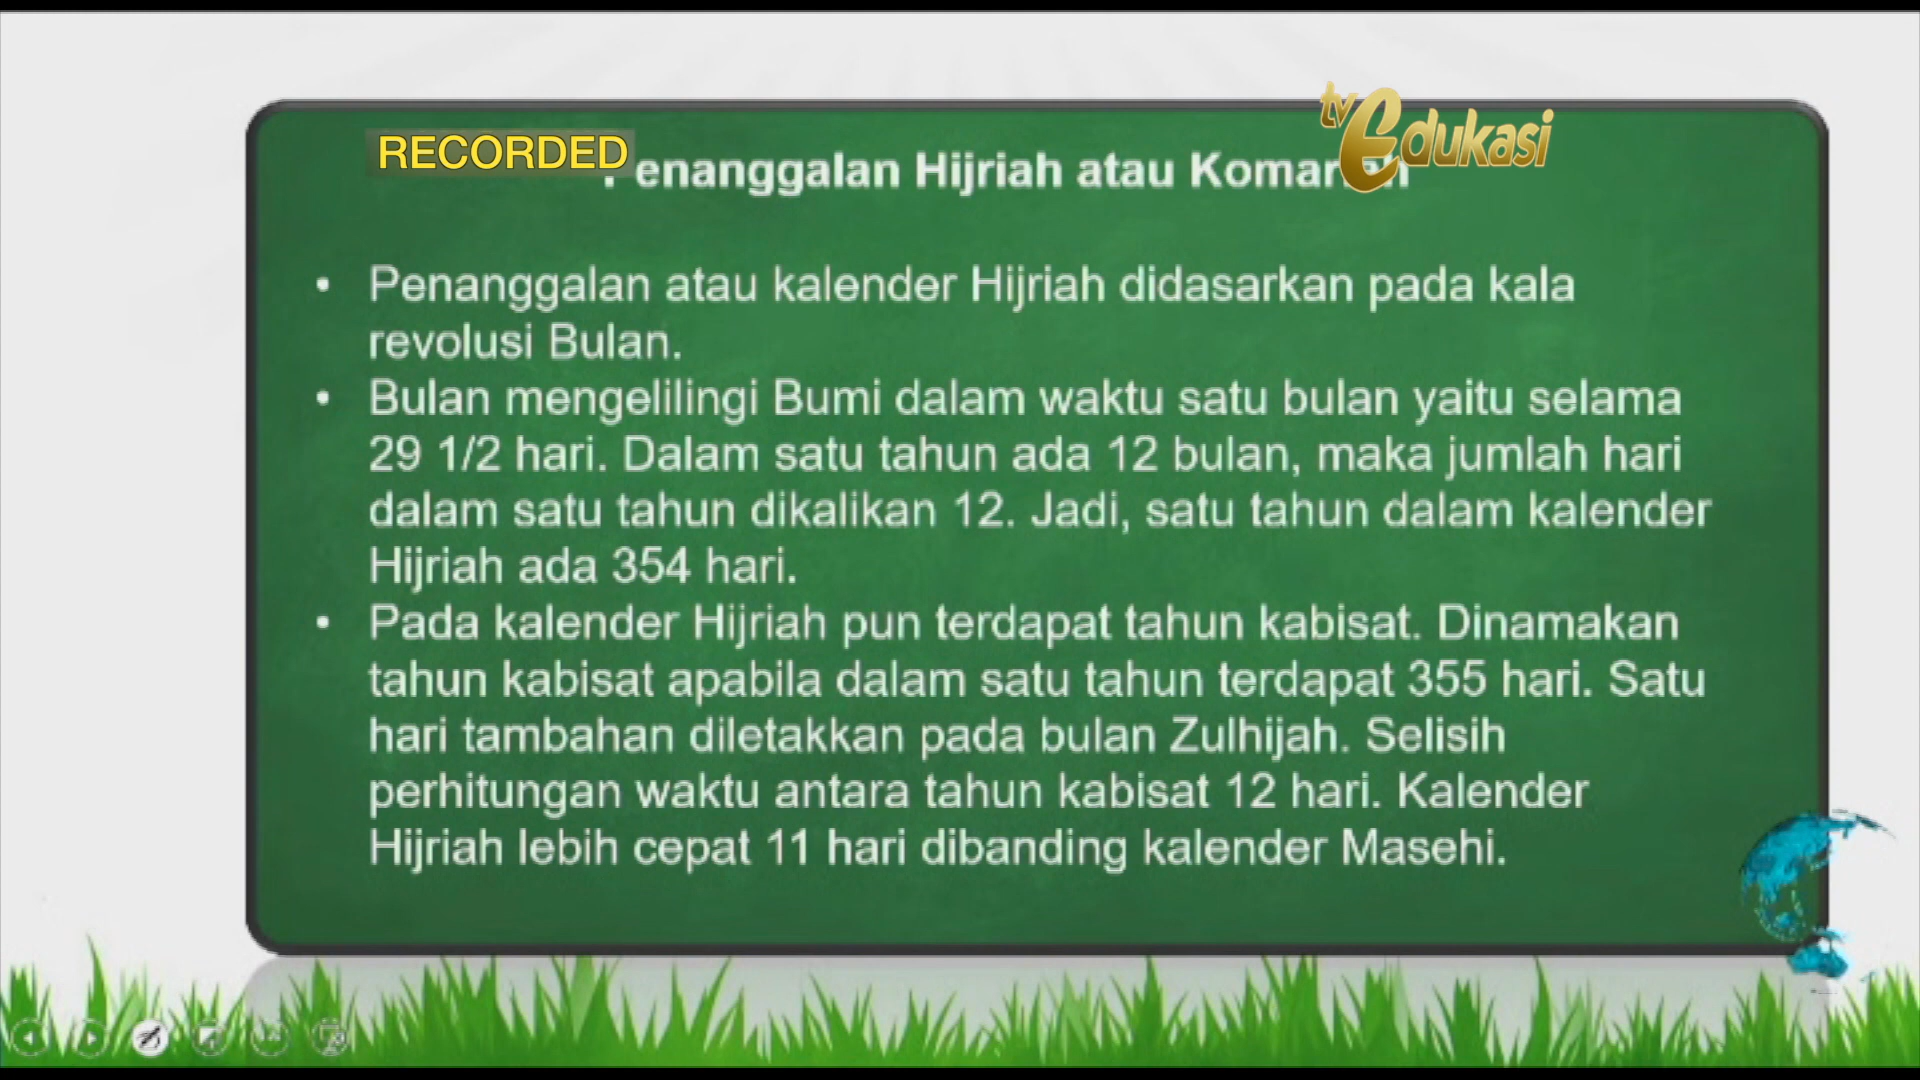 RECORDED
tv Edukasi
Penanggalan Hijriah atau Komariah
• Penanggalan atau kalender Hijriah didasarkan pada kala
revolusi Bulan.
• Bulan mengelilingi Bumi dalam waktu satu bulan yaitu selama
29 1/2 hari. Dalam satu tahun ada 12 bulan, maka jumlah hari
dalam satu tahun dikalikan 12. Jadi, satu tahun dalam kalender
Hijriah ada 354 hari.
• Pada kalender Hijriah pun terdapat tahun kabisat. Dinamakan
tahun kabisat apabila dalam satu tahun terdapat 355 hari. Satu
hari tambahan diletakkan pada bulan Zulhijah. Selisih
perhitungan waktu antara tahun kabisat 12 hari. Kalender
Hijriah lebih cepat 11 hari dibanding kalender Masehi.